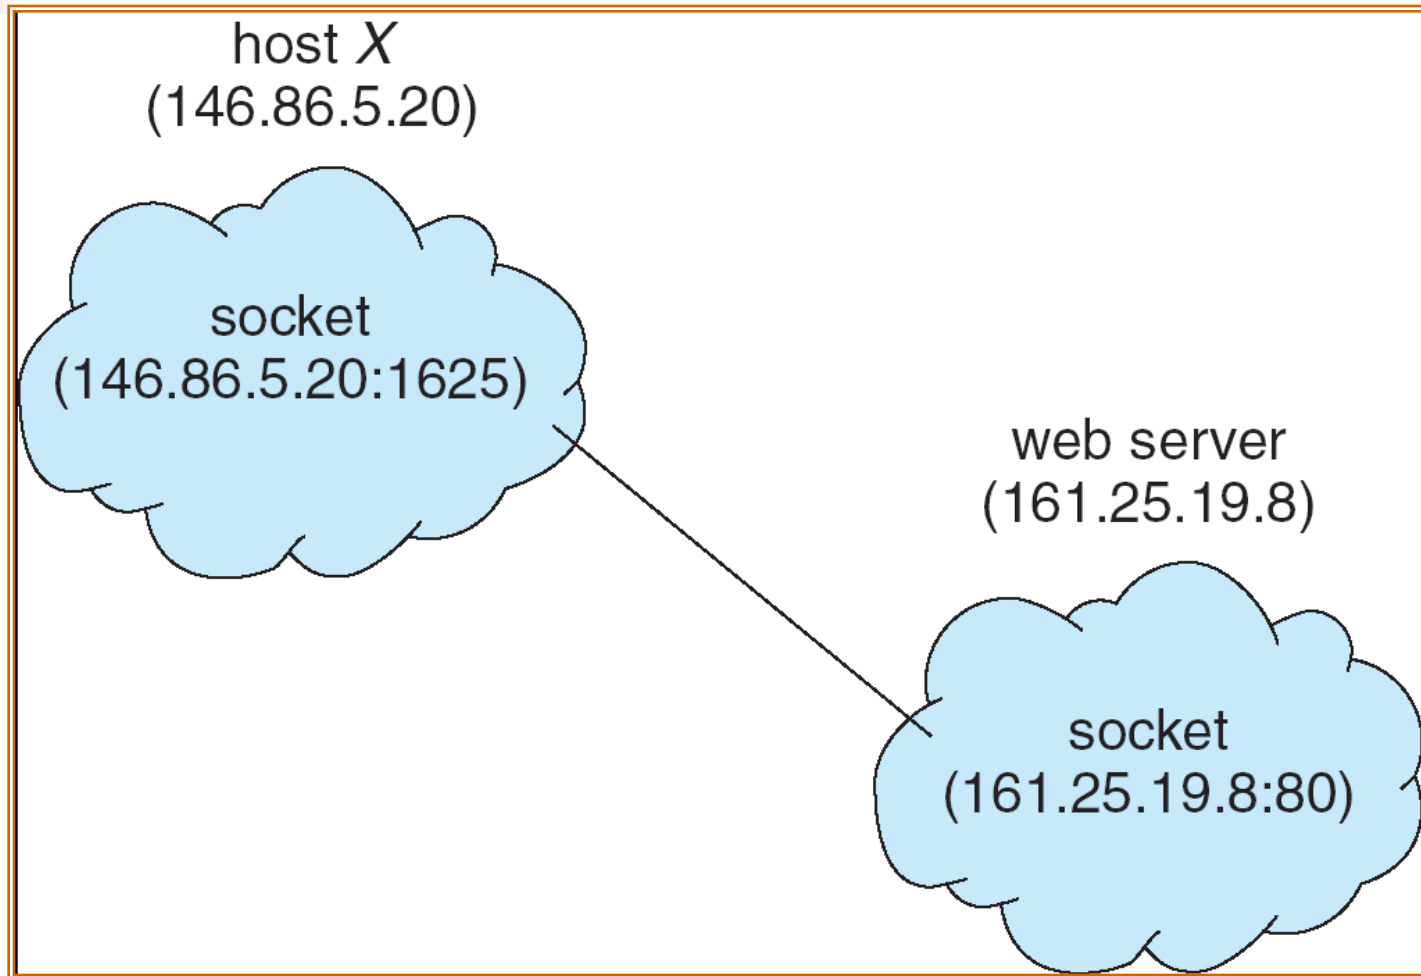 host X
(146.86.5.20)
socket
(146.86.5.20:1625)
web server
(161.25.19.8)
socket
(161.25.19.8:80)